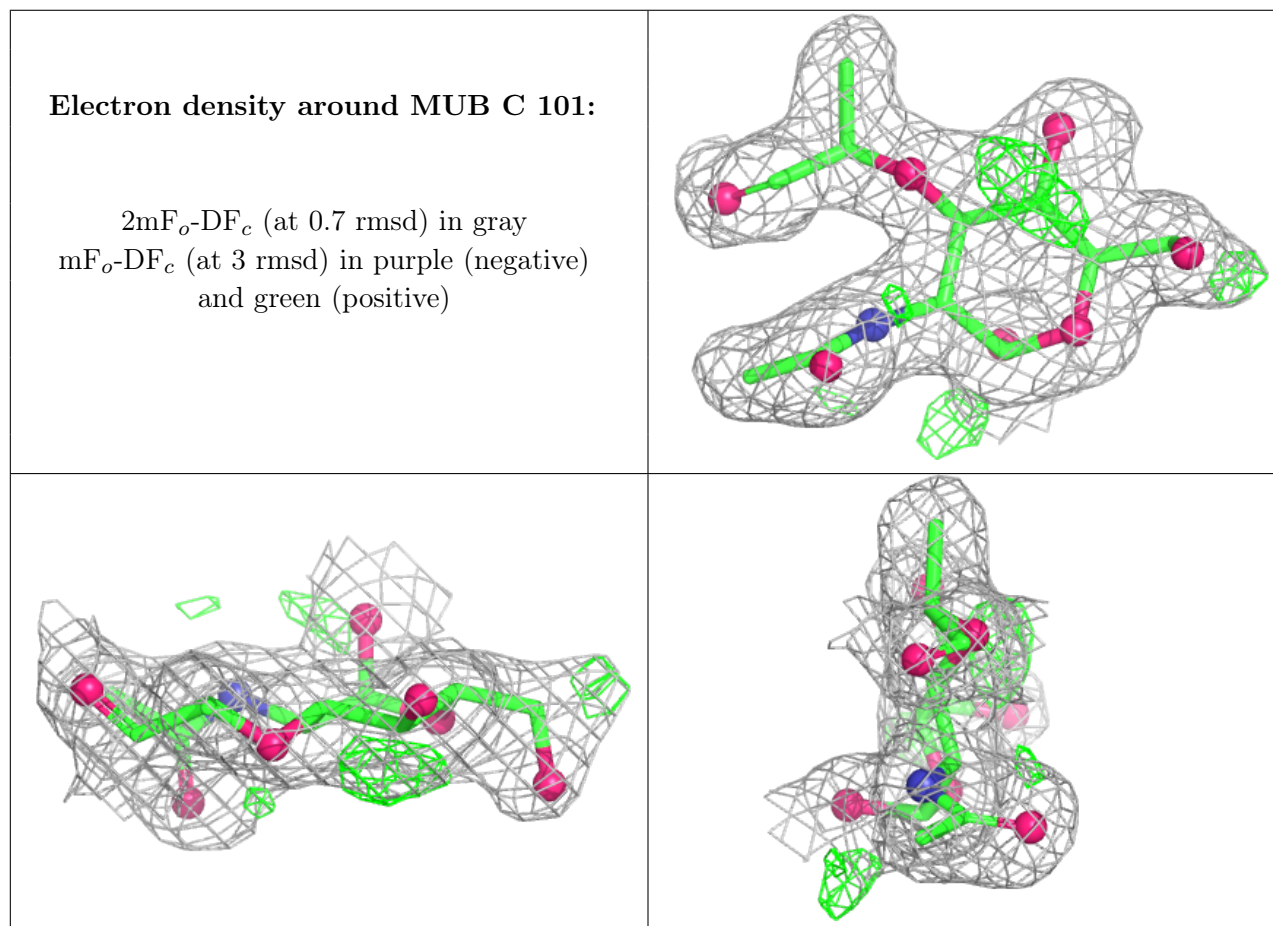 Electron density around MUB C 101:
2mFo-DFc (at 0.7 rmsd) in gray
mFo-DFc (at 3 rmsd) in purple (negative)
and green (positive)